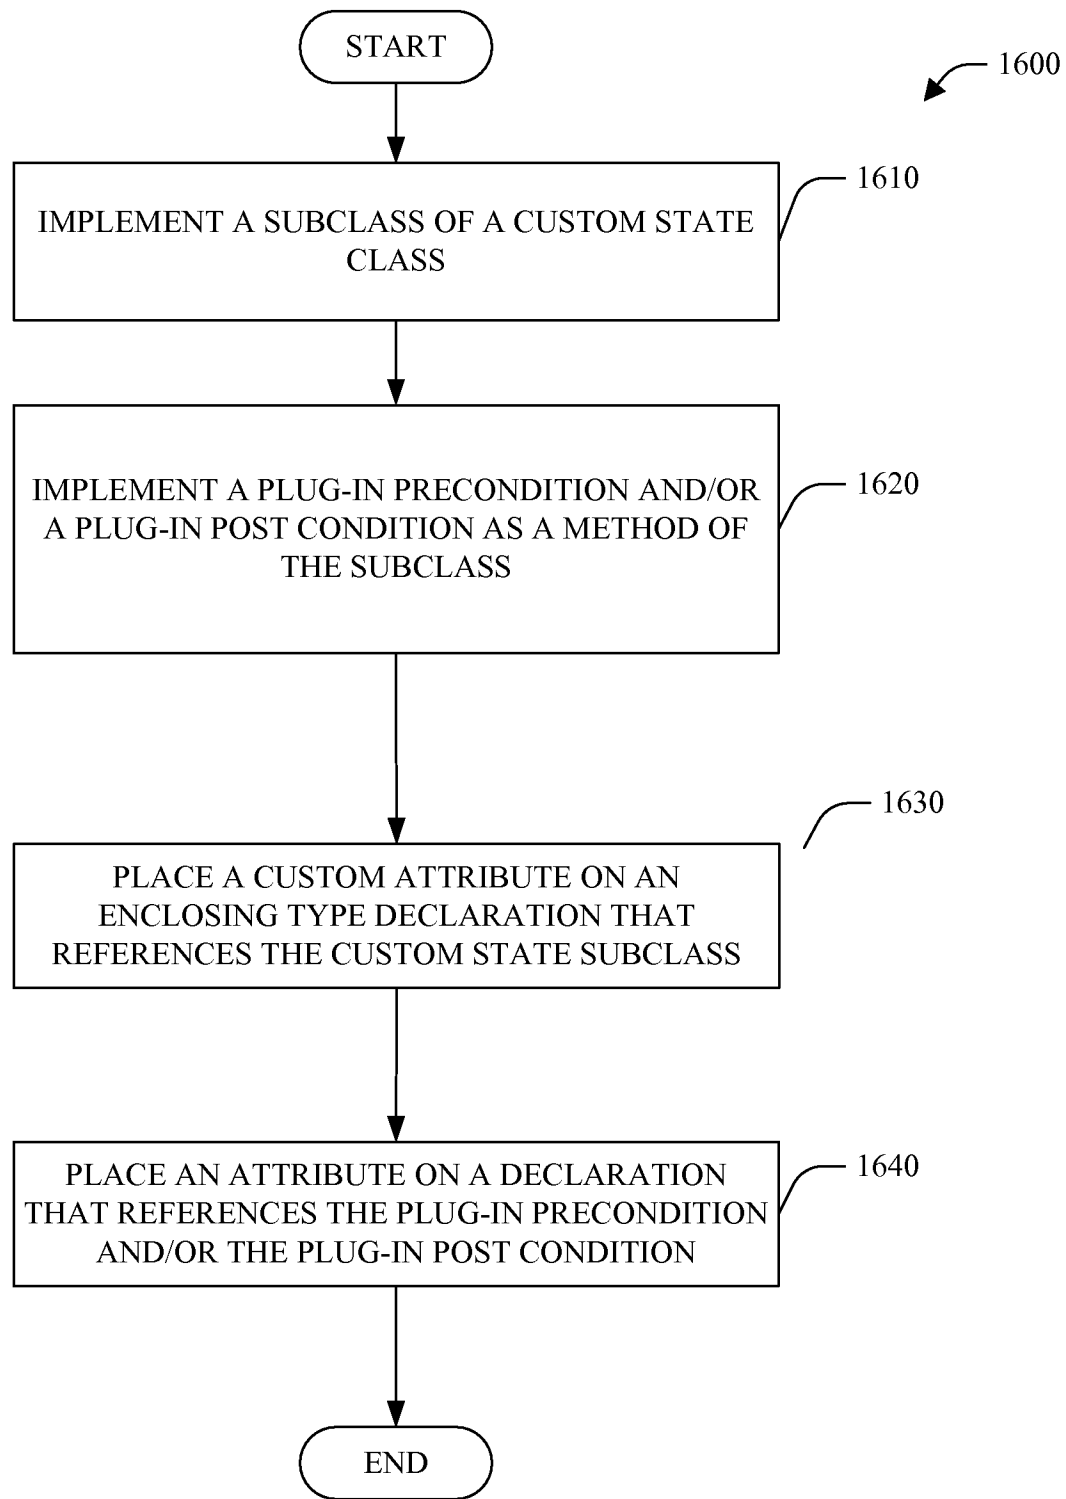 START
1600
1610
IMPLEMENT A SUBCLASS OF A CUSTOM STATE
CLASS
1620
IMPLEMENT A PLUG-IN PRECONDITION AND/OR
A PLUG-IN POST CONDITION AS A METHOD OF
THE SUBCLASS
1630
PLACE A CUSTOM ATTRIBUTE ON AN
ENCLOSING TYPE DECLARATION THAT
REFERENCES THE CUSTOM STATE SUBCLASS
1640
PLACE AN ATTRIBUTE ON A DECLARATION
THAT REFERENCES THE PLUG-IN PRECONDITION
AND/OR THE PLUG-IN POST CONDITION
END